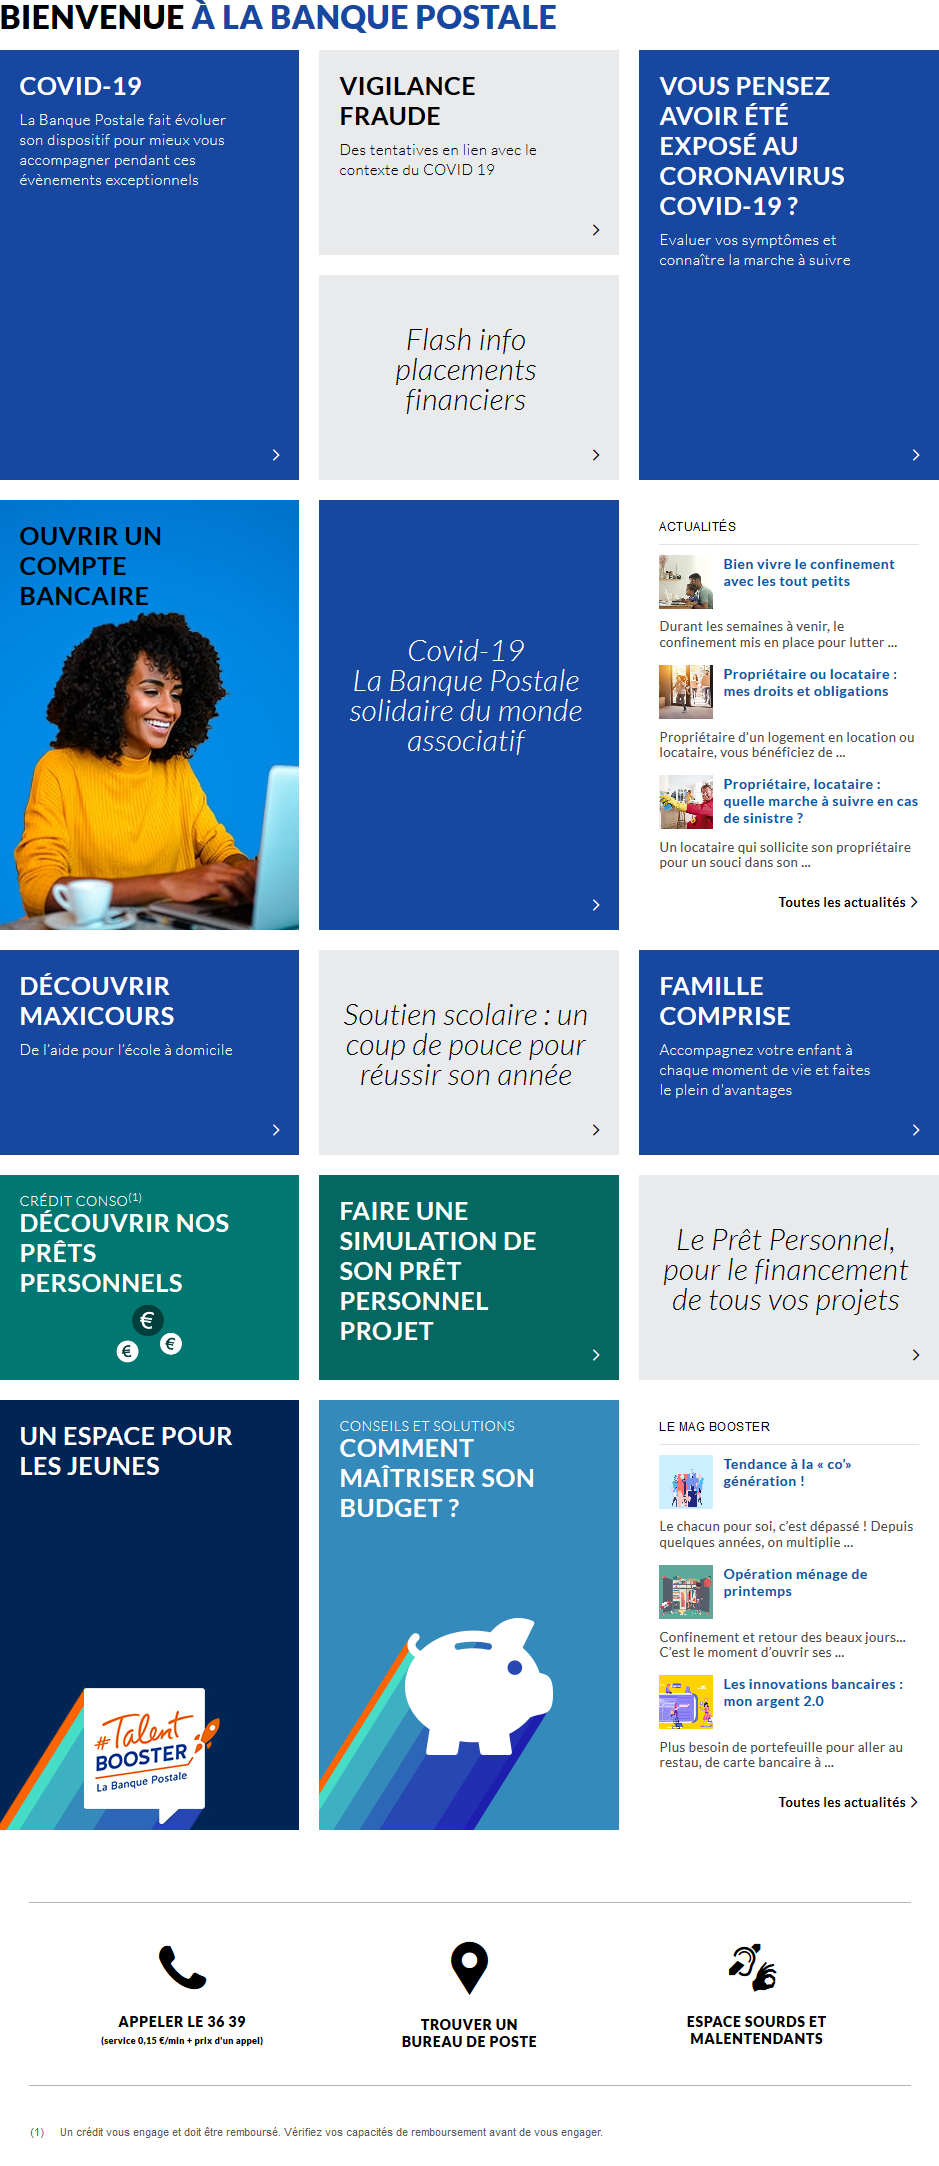 BIENVENUE À LA BANQUE POSTALE
COVID-19
La Banque Postale fait évoluer
son dispositif pour mieux vous
accompagner pendant ces
évènements exceptionnels
VIGILANCE
FRAUDE
Des tentatives en lien avec le
contexte du COVID 19
Flash info
placements
financiers
VOUS PENSEZ
AVOIR ÉTÉ
EXPOSÉ AU
CORONAVIRUS
COVID-19 ?
Evaluer vos symptômes et
connaître la marche à suivre
OUVRIR UN
COMPTE
BANCAIRE
Covid-19
La Banque Postale
solidaire du monde
associatif
ACTUALITÉS
Bien vivre le confinement
avec les tout petits
Durant les semaines à venir, le
confinement mis en place pour lutter ...
Propriétaire ou locataire :
mes droits et obligations
Propriétaire d'un logement en location ou
locataire, vous bénéficiez de ...
Propriétaire, locataire :
quelle marche à suivre en cas
de sinistre ?
Un locataire qui sollicite son propriétaire
pour un souci dans son ...
Toutes les actualités
DÉCOUVRIR
MAXICOURS
De l'aide pour l'école à domicile
Soutien scolaire : un
coup de pouce pour
réussir son année
FAMILLE
COMPRISE
Accompagnez votre enfant à
chaque moment de vie et faites
le plein d'avantages
CRÉDIT CONSO(1)
DÉCOUVRIR NOS
PRÊTS
PERSONNELS
€
€
€
FAIRE UNE
SIMULATION DE
SON PRÊT
PERSONNEL
PROJET
Le Prêt Personnel,
pour le financement
de tous vos projets
UN ESPACE POUR
LES JEUNES
#Talent
BOOSTER
La Banque Postale
CONSEILS ET SOLUTIONS
COMMENT
MAÎTRISER SON
BUDGET ?
LE MAG BOOSTER
Tendance à la « co'»
génération !
Le chacun pour soi, c'est dépassé ! Depuis
quelques années, on multiplie ...
Opération ménage de
printemps
Confinement et retour des beaux jours...
C'est le moment d'ouvrir ses ...
Les innovations bancaires :
mon argent 2.0
Plus besoin de portefeuille pour aller au
restau, de carte bancaire à ...
Toutes les actualités
APPELER LE 36 39
(service 0,15 €/min + prix d'un appel)
TROUVER UN
BUREAU DE POSTE
ESPACE SOURDS ET
MALENTENDANTS
(1) Un crédit vous engage et doit être remboursé. Vérifiez vos capacités de remboursement avant de vous engager.